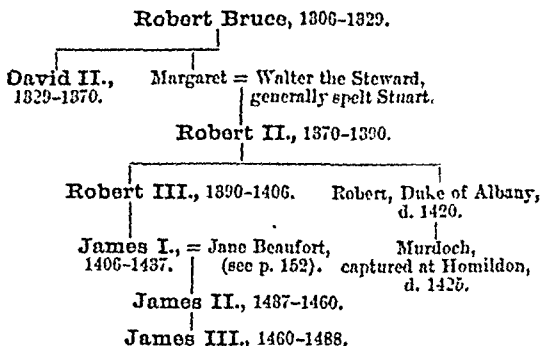 Robert Bruce, 1306-1329.
David II., Margaret = Walter the Steward,
1329-1370. generally spelt Stuart.
Robert II., 1370-1390.
Robert III., 1390-1406. Robert, Duke of Albany,
d. 1420.
James I., = Jane Beaufort, Murdoch,
1406-1437. (see p. 152). captured at Homildon,
d. 1425.
James II., 1437-1460.
James III., 1460-1488.